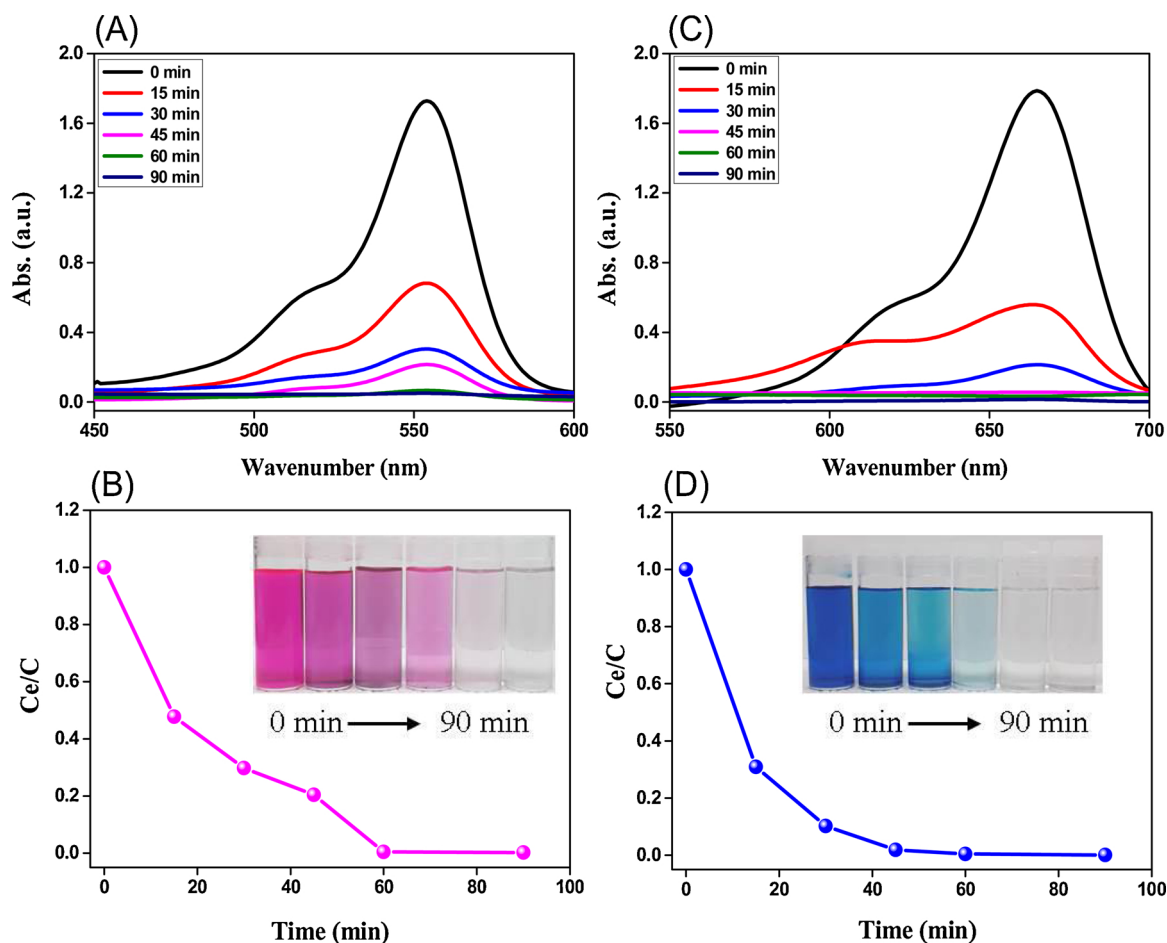 (A)
2.0
1.6
1.2
0.8
0.4
0.0
Abs. (a.u.)
0 min
15 min
30 min
45 min
60 min
90 min
450 500 550 600
Wavenumber (nm)
(C)
2.0
1.6
1.2
0.8
0.4
0.0
Abs. (a.u.)
0 min
15 min
30 min
45 min
60 min
90 min
550 600 650 700
Wavenumber (nm)
(B)
1.2
1.0
0.8
0.6
0.4
0.2
0.0
Ce/C
0 min 90 min
0 20 40 60 80 100
Time (min)
(D)
1.2
1.0
0.8
0.6
0.4
0.2
0.0
Ce/C
0 min 90 min
0 20 40 60 80 100
Time (min)